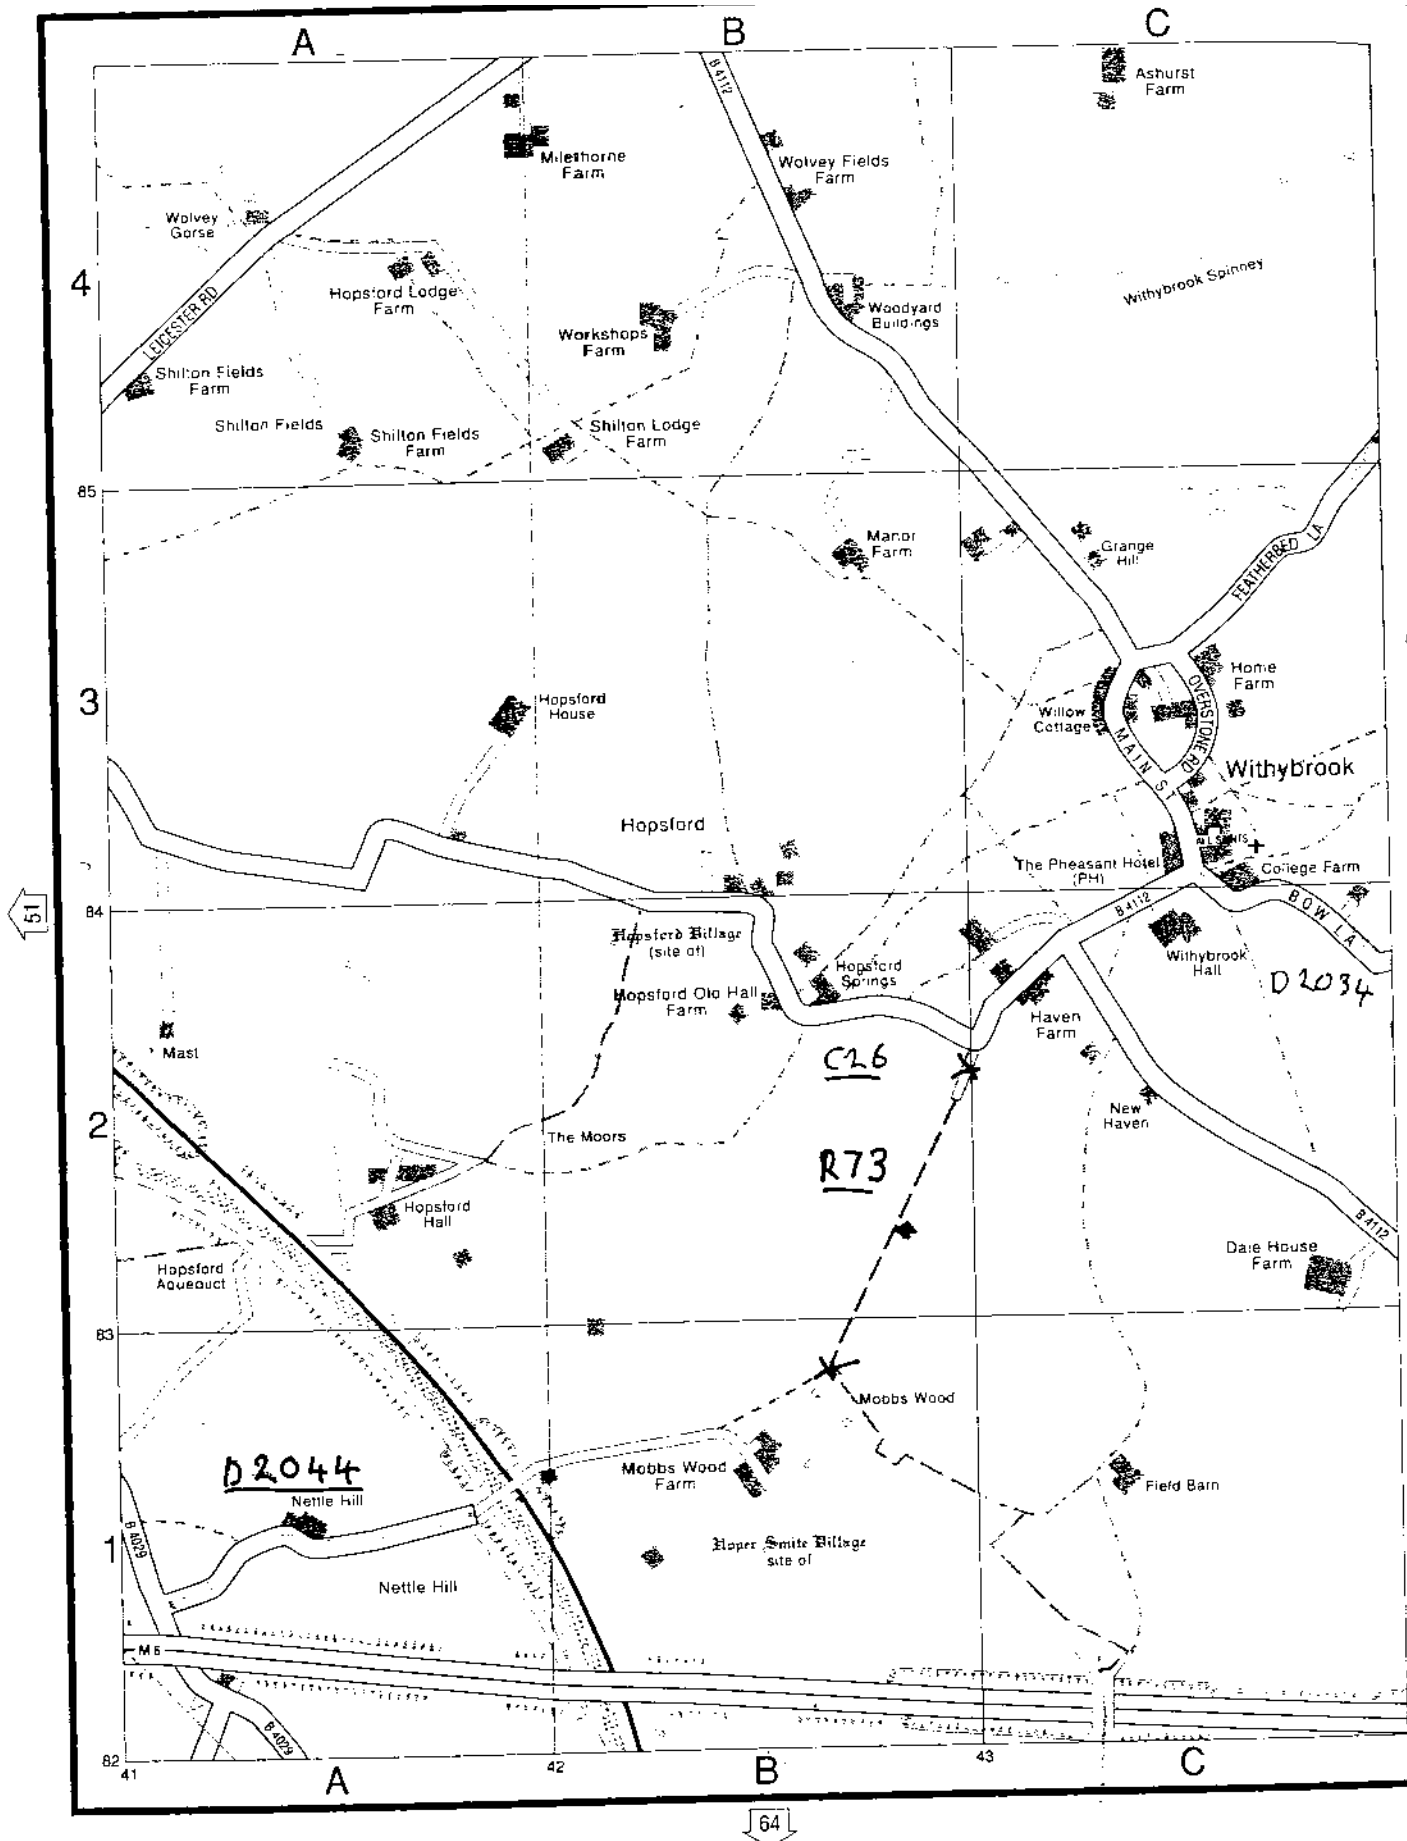 A
B
C
B 4112
Ashurst
Farm
Milethorne
Farm
Wolvey Fields
Farm
Wolvey
Gorse
4
Hopsford Lodge
Farm
LEICESTER RD
Withybrook Spinney
Woodyard
Buildings
Workshops
Farm
Shilton Fields
Farm
Shilton Fields
Shilton Fields
Farm
Shilton Lodge
Farm
85
Manor
Farm
Grange
Hill
FEATHERBED LA
Home
Farm
3
Hopsford
House
Willow
Cottage
OVERSTONE RD
MAIN ST
Withybrook
Hopsford
The Pheasant Hotel
(PH)
College Farm
51
84
B 4112
BOW LA
Hopsford Village
(site of)
Hopsford
Springs
Withybrook
Hall
D 2034
Hopsford Old Hall
Farm
Haven
Farm
Mast
C26
New
Haven
2
The Moors
R73
Hopsford
Hall
B 4112
Dale House
Farm
Hopsford
Aqueduct
83
Mobbs Wood
D2044
Nettle Hill
Mobbs Wood
Farm
Field Barn
B 4029
1
Upper Smite Village
site of
Nettle Hill
M6
B 4029
82
41
42
43
A
B
C
64